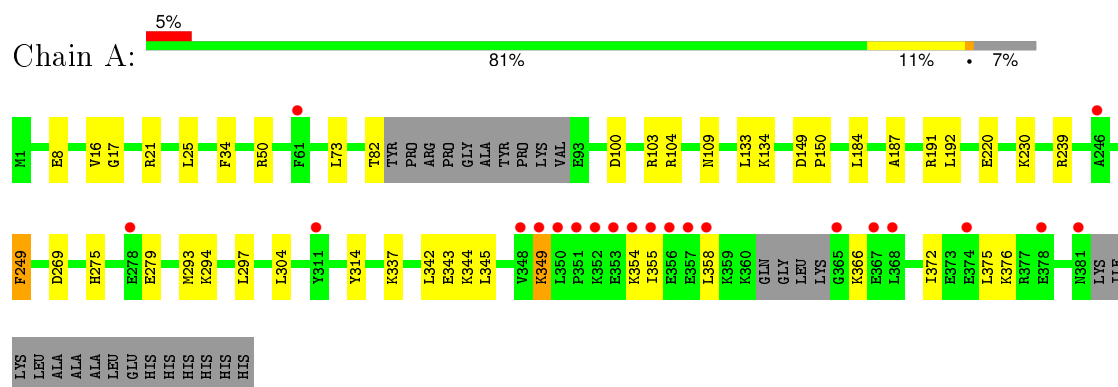 5%
Chain A:
81% 11% • 7%
M1 E8 V16 G17 R21 L25 F34 R50 F61 L73 T82 TYR PRO ARG PRO GLY ALA TYR PRO LYS VAL E93 D100 R103 R104 N109 L133 K134 D149 P150 L184 A187 R191 L192 E220 K230 R239 A246
F249 D269 H275 E278 E279 M293 K294 L297 L304 Y311 Y314 K337 L342 E343 K344 L345 V348 K349 L350 P351 K352 E353 K354 I355 E356 E357 L358 K359 K360 GLN GLY LEU LYS G365 K366 E367 L368 I372 E373 E374 L375 K376 R377 E378 N381 LYS ILE
LYS LEU ALA ALA ALA LEU GLU HIS HIS HIS HIS HIS HIS